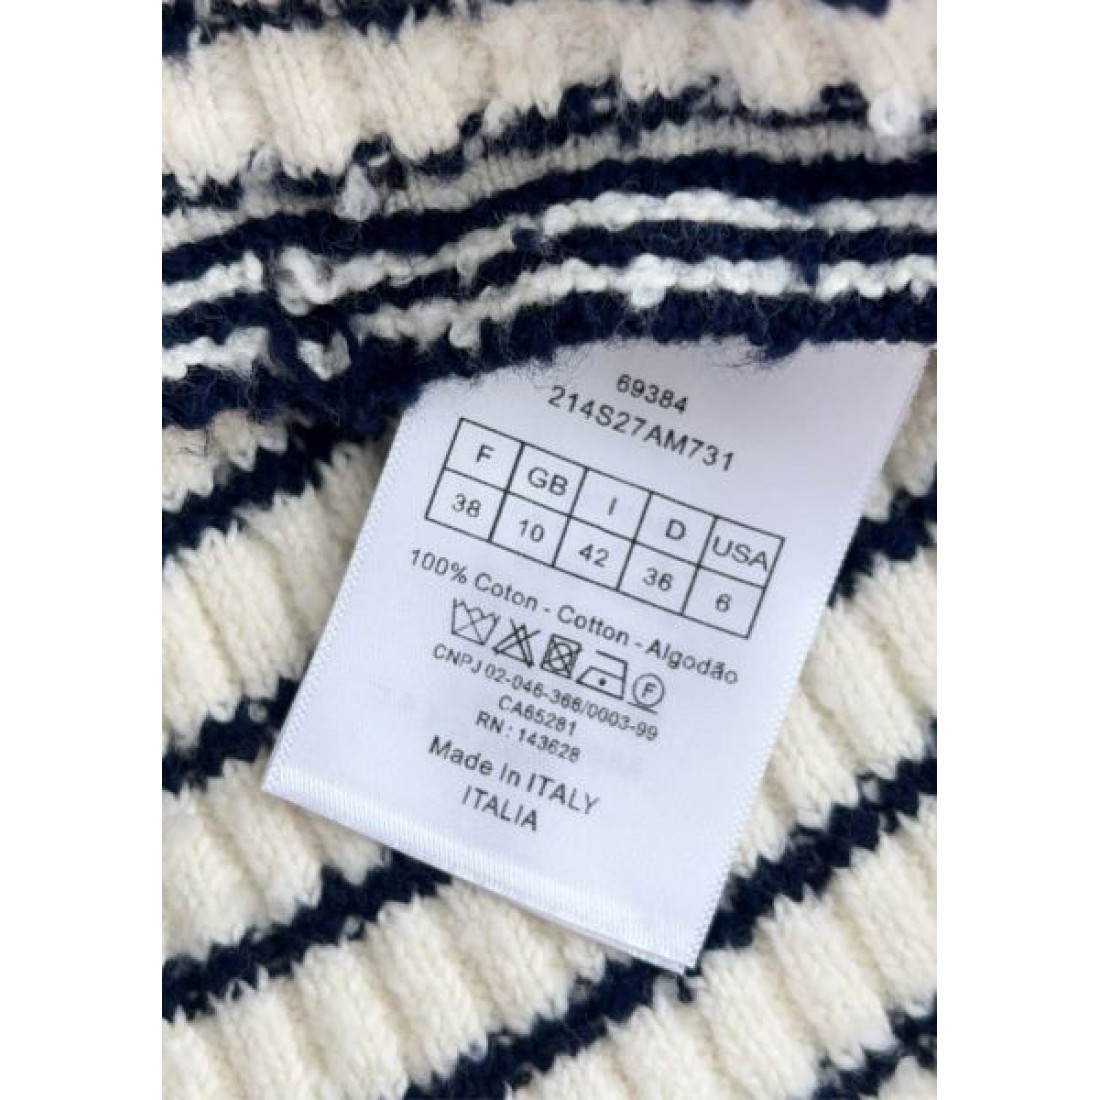 69384
214S27AM731
F GB I D USA
38 10 42 36 6
100% Coton - Cotton - Algodão
F
CNPJ 02-046-366/0003-99
CA65281
RN : 143628
Made In ITALY
ITALIA